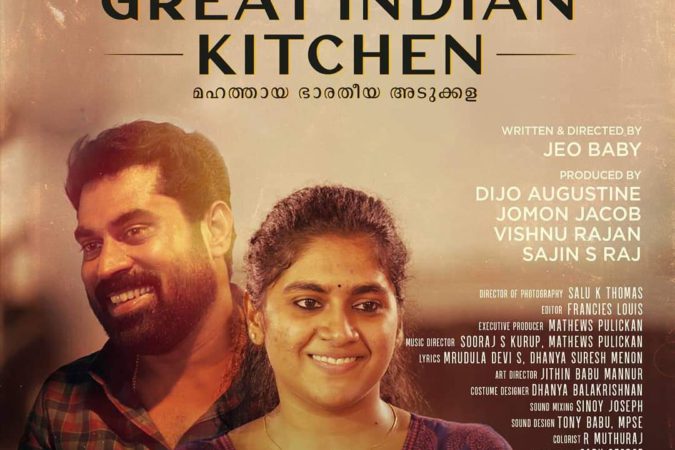 GREAT INDIAN
KITCHEN
മഹത്തായ ഭാരതീയ അടുക്കള
WRITTEN & DIRECTED BY
JEO BABY
PRODUCED BY
DIJO AUGUSTINE
JOMON JACOB
VISHNU RAJAN
SAJIN S RAJ
DIRECTOR OF PHOTOGRAPHY SALU K THOMAS
EDITOR FRANCIES LOUIS
EXECUTIVE PRODUCER MATHEWS PULICKAN
MUSIC DIRECTOR SOORAJ S KURUP, MATHEWS PULICKAN
LYRICS MRUDULA DEVI S, DHANYA SURESH MENON
ART DIRECTOR JITHIN BABU MANNUR
COSTUME DESIGNER DHANYA BALAKRISHNAN
SOUND MIXING SINOY JOSEPH
SOUND DESIGN TONY BABU, MPSE
COLORIST R MUTHURAJ